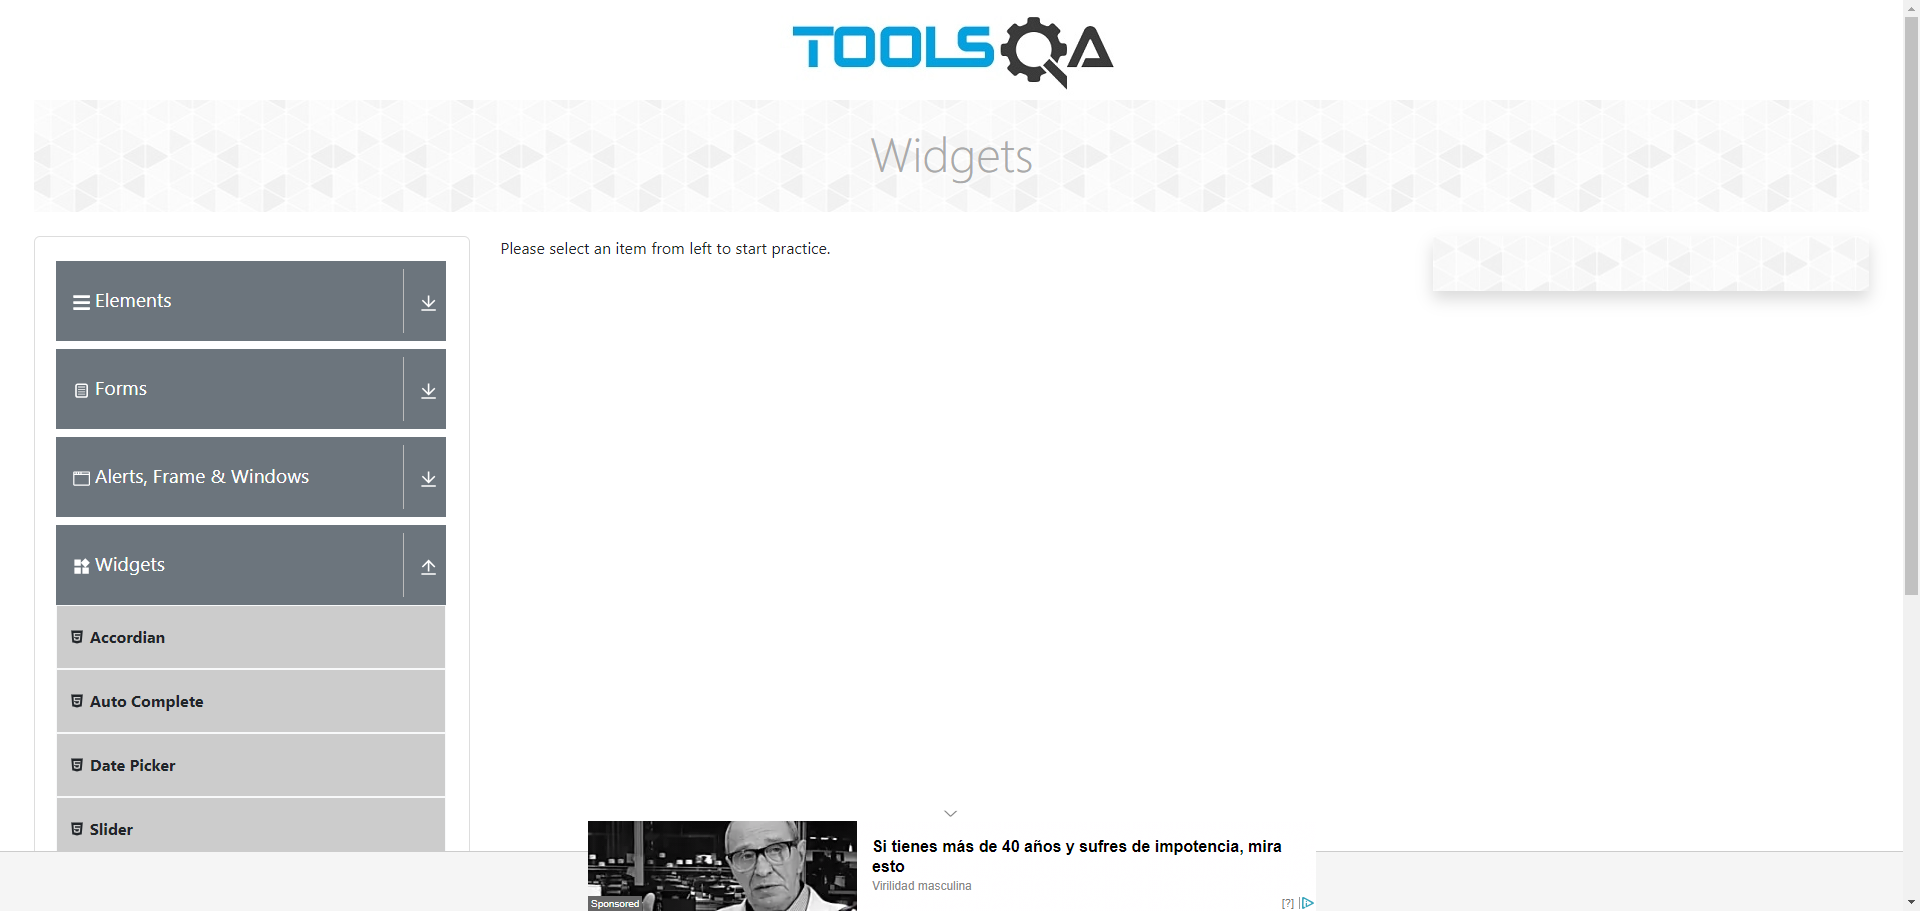 TOOLSQA
Widgets
Please select an item from left to start practice.
Elements
Forms
Alerts, Frame & Windows
Widgets
Accordian
Auto Complete
Date Picker
Slider
Si tienes más de 40 años y sufres de impotencia, mira
esto
Virilidad masculina
Sponsored
[?]